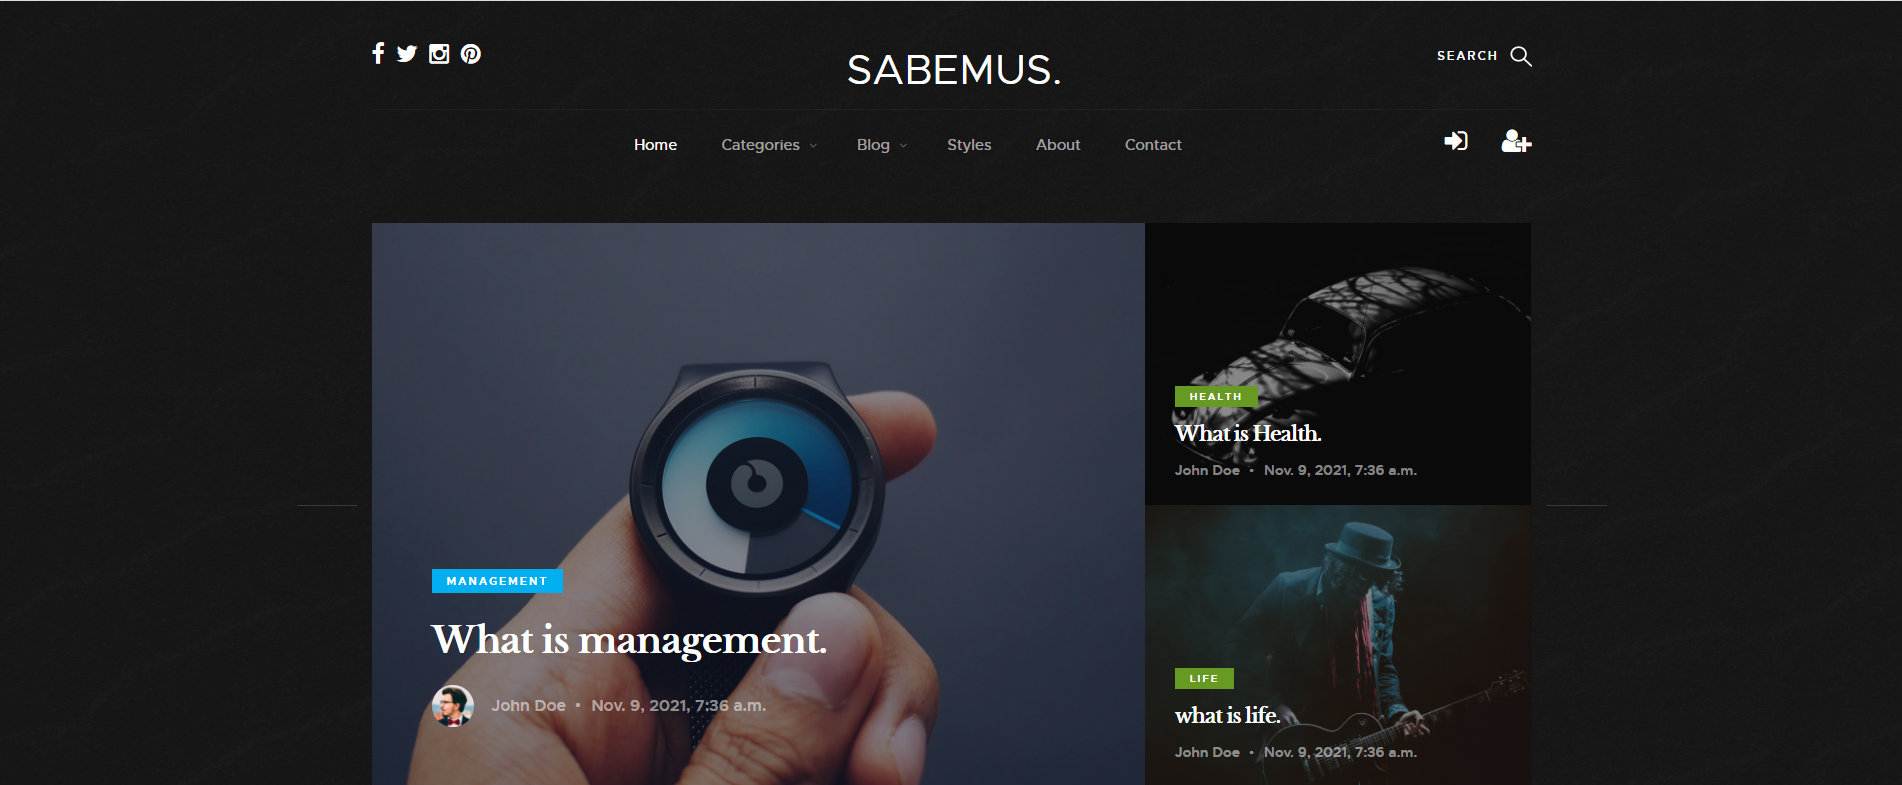 SABEMUS.
SEARCH
Home Categories Blog Styles About Contact
MANAGEMENT
What is management.
John Doe • Nov. 9, 2021, 7:36 a.m.
HEALTH
What is Health.
John Doe • Nov. 9, 2021, 7:36 a.m.
LIFE
what is life.
John Doe • Nov. 9, 2021, 7:36 a.m.